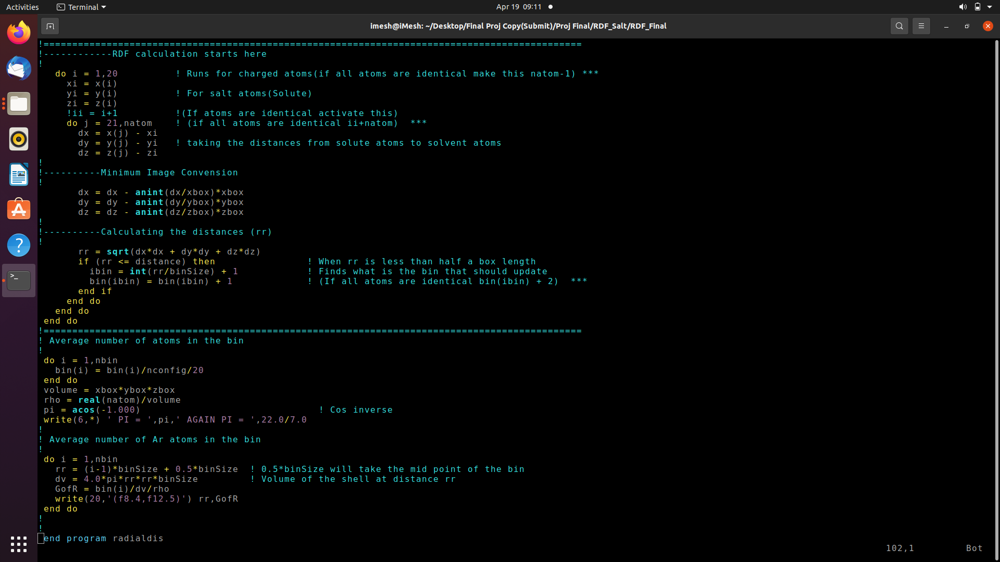 Activities Terminal Apr 19 09:11
imesh@iMesh: ~/Desktop/Final Proj Copy(Submit)/Proj Final/RDF_Salt/RDF_Final
!==============================================================================================
!------------RDF calculation starts here
!
   do i = 1,20          ! Runs for charged atoms(if all atoms are identical make this natom-1) ***
     xi = x(i)
     yi = y(i)          ! For salt atoms(Solute)
     zi = z(i)
     !ii = i+1          !(If atoms are identical activate this)
     do j = 21,natom    ! (if all atoms are identical ii+natom)  ***
       dx = x(j) - xi
       dy = y(j) - yi   ! taking the distances from solute atoms to solvent atoms
       dz = z(j) - zi
!
!----------Minimum Image Convension
!
       dx = dx - anint(dx/xbox)*xbox
       dy = dy - anint(dy/ybox)*ybox
       dz = dz - anint(dz/zbox)*zbox
!
!----------Calculating the distances (rr)
!
       rr = sqrt(dx*dx + dy*dy + dz*dz)
       if (rr <= distance) then                ! When rr is less than half a box length
         ibin = int(rr/binSize) + 1            ! Finds what is the bin that should update
         bin(ibin) = bin(ibin) + 1             ! (If all atoms are identical bin(ibin) + 2)  ***
       end if
     end do
   end do
 end do
!==============================================================================================
! Average number of atoms in the bin
!
 do i = 1,nbin
   bin(i) = bin(i)/nconfig/20
 end do
 volume = xbox*ybox*zbox
 rho = real(natom)/volume
 pi = acos(-1.000)                               ! Cos inverse
 write(6,*) ' PI = ',pi,' AGAIN PI = ',22.0/7.0
!
! Average number of Ar atoms in the bin
!
 do i = 1,nbin
   rr = (i-1)*binSize + 0.5*binSize  ! 0.5*binSize will take the mid point of the bin
   dv = 4.0*pi*rr*rr*binSize         ! Volume of the shell at distance rr
   GofR = bin(i)/dv/rho
   write(20,'(f8.4,f12.5)') rr,GofR
 end do
!
!
 end program radialdis
102,1 Bot